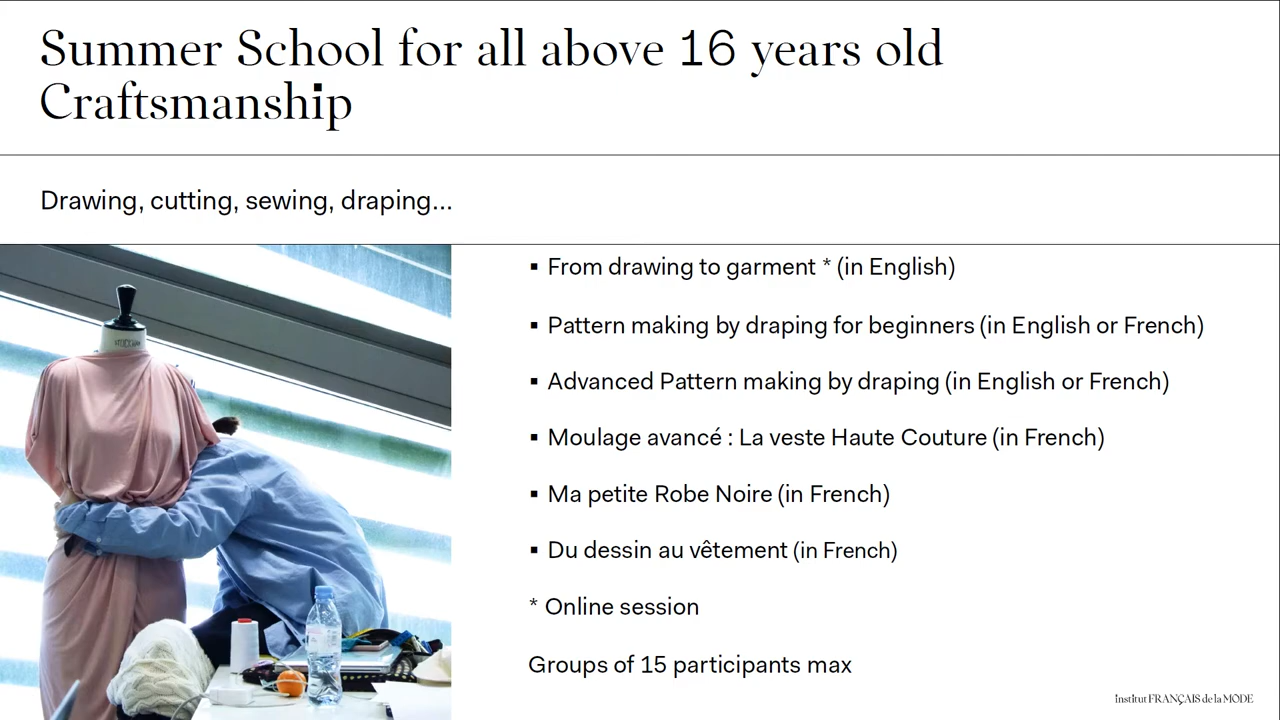 Summer School for all above 16 years old
Craftsmanship
Drawing, cutting, sewing, draping...
▪ From drawing to garment * (in English)
▪ Pattern making by draping for beginners (in English or French)
▪ Advanced Pattern making by draping (in English or French)
▪ Moulage avancé : La veste Haute Couture (in French)
▪ Ma petite Robe Noire (in French)
▪ Du dessin au vêtement (in French)
* Online session
Groups of 15 participants max
institut FRANÇAIS de la MODE